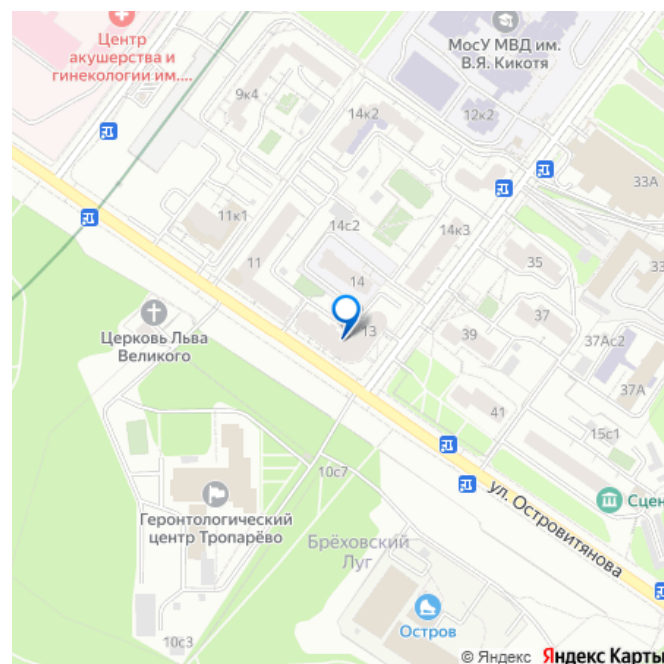 Центр
акушерства и
гинекологии им....
МосУ МВД им.
В.Я. Кикотя
9к4
14к2
12к2
33А
11к1
14с2
14к3
11
14
35
33
13
39
37
37Ас2
Церковь Льва
Великого
37А
41
15с1
10с7
ул. Островитянова
Сцен
Геронтологический
центр Тропарёво
Брёховский
Луг
Остров
10с3
© Яндекс Яндекс Карты